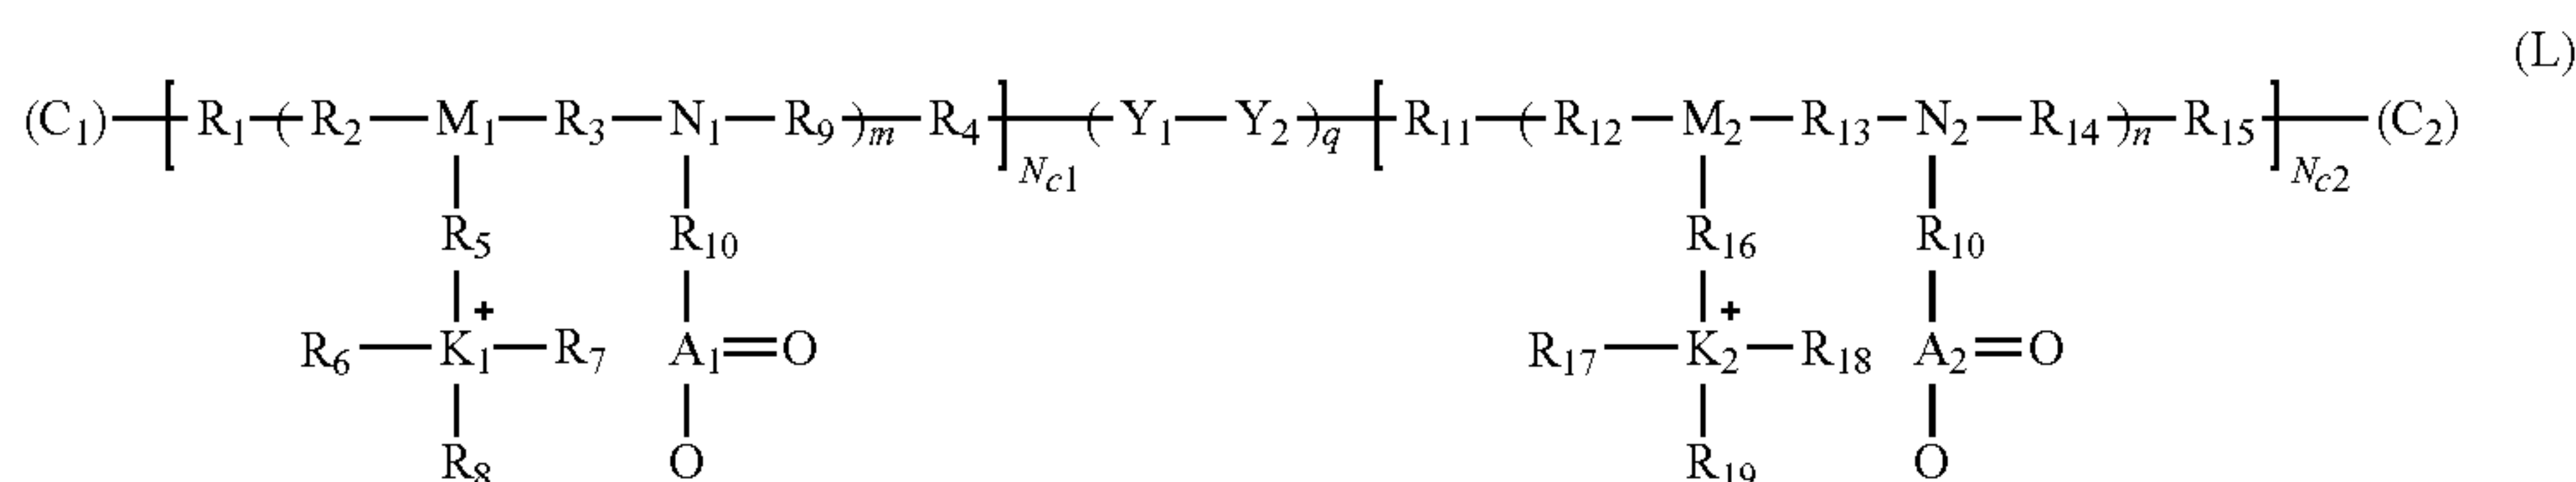 (L)
(C1)—[R1—(R2—M1—R3—N1—R9)m—R4]Nc1—(Y1—Y2)q—[R11—(R12—M2—R13—N2—R14)n—R15]Nc2—(C2)
R5 R10 R16 R10
R6—K1+—R7 A1=O R17—K2+—R18 A2=O
R8 O R19 O